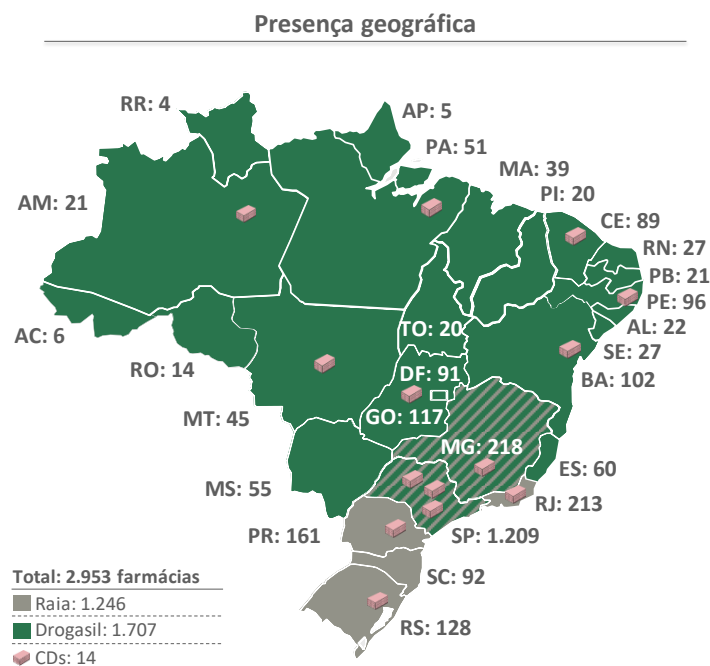 Presença geográfica
RR: 4
AP: 5
PA: 51
MA: 39
AM: 21
PI: 20
CE: 89
RN: 27
PB: 21
PE: 96
AL: 22
SE: 27
BA: 102
AC: 6
TO: 20
RO: 14
DF: 91
MT: 45
GO: 117
MG: 218
ES: 60
MS: 55
RJ: 213
PR: 161
SP: 1.209
SC: 92
RS: 128
Total: 2.953 farmácias
Raia: 1.246
Drogasil: 1.707
CDs: 14